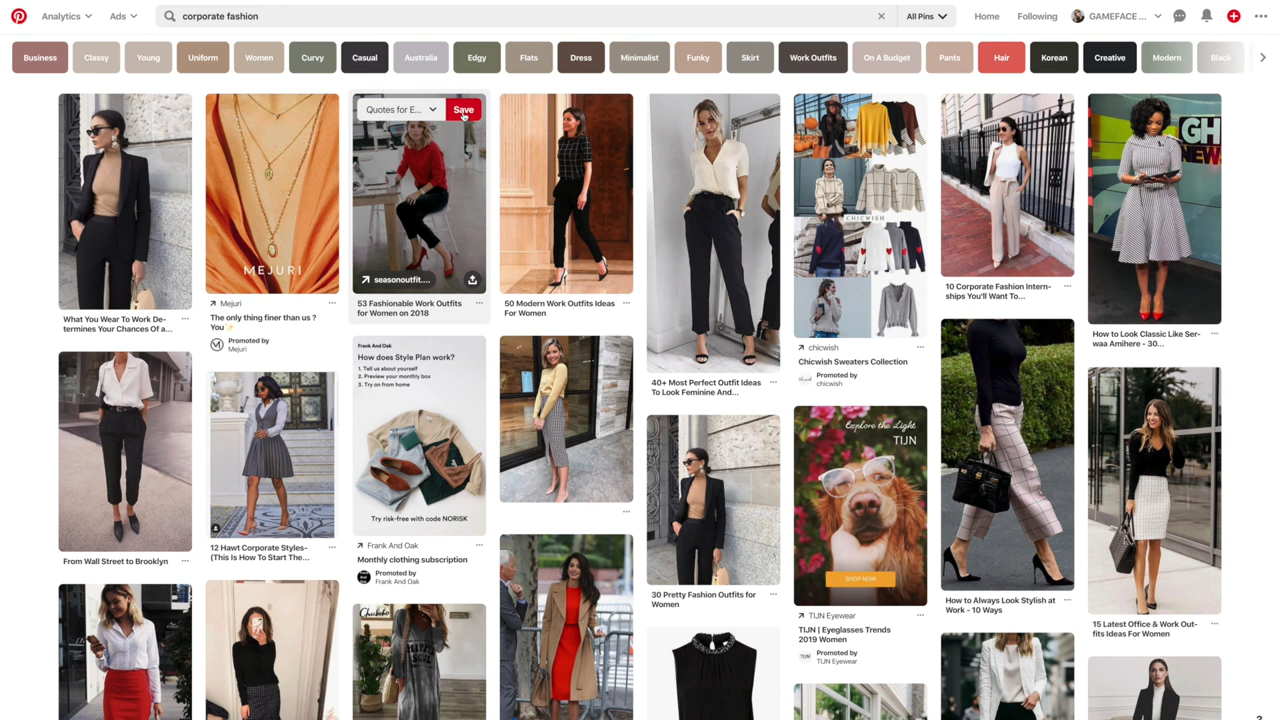 Analytics
Ads
corporate fashion
All Pins
Home
Following
GAMEFACE ...
Business
Classy
Young
Uniform
Women
Curvy
Casual
Australia
Edgy
Flats
Dress
Minimalist
Funky
Skirt
Work Outfits
On A Budget
Pants
Hair
Korean
Creative
Modern
Black
What You Wear To Work De-
termines Your Chances Of a...
From Wall Street to Brooklyn
MEJURI
Mejuri
The only thing finer than us ?
You✨
Promoted by
Mejuri
12 Hawt Corporate Styles-
(This Is How To Start The...
Quotes for E...
Save
seasonoutfit....
53 Fashionable Work Outfits
for Women on 2018
Frank And Oak
How does Style Plan work?
1. Tell us about yourself
2. Preview your monthly box
3. Try on from home
Try risk-free with code NORISK
Frank And Oak
Monthly clothing subscription
Promoted by
Frank And Oak
50 Modern Work Outfits Ideas
For Women
40+ Most Perfect Outfit Ideas
To Look Feminine And...
30 Pretty Fashion Outfits for
Women
CHICWISH
chicwish
Chicwish Sweaters Collection
Promoted by
chicwish
Explore the Light
TIJN
SHOP NOW
TIJN Eyewear
TIJN | Eyeglasses Trends
2019 Women
TIJN
Promoted by
TIJN Eyewear
10 Corporate Fashion Intern-
ships You'll Want To...
How to Always Look Stylish at
Work - 10 Ways
GH
NEW
How to Look Classic Like Ser-
waa Amihere - 30...
15 Latest Office & Work Out-
fits Ideas For Women